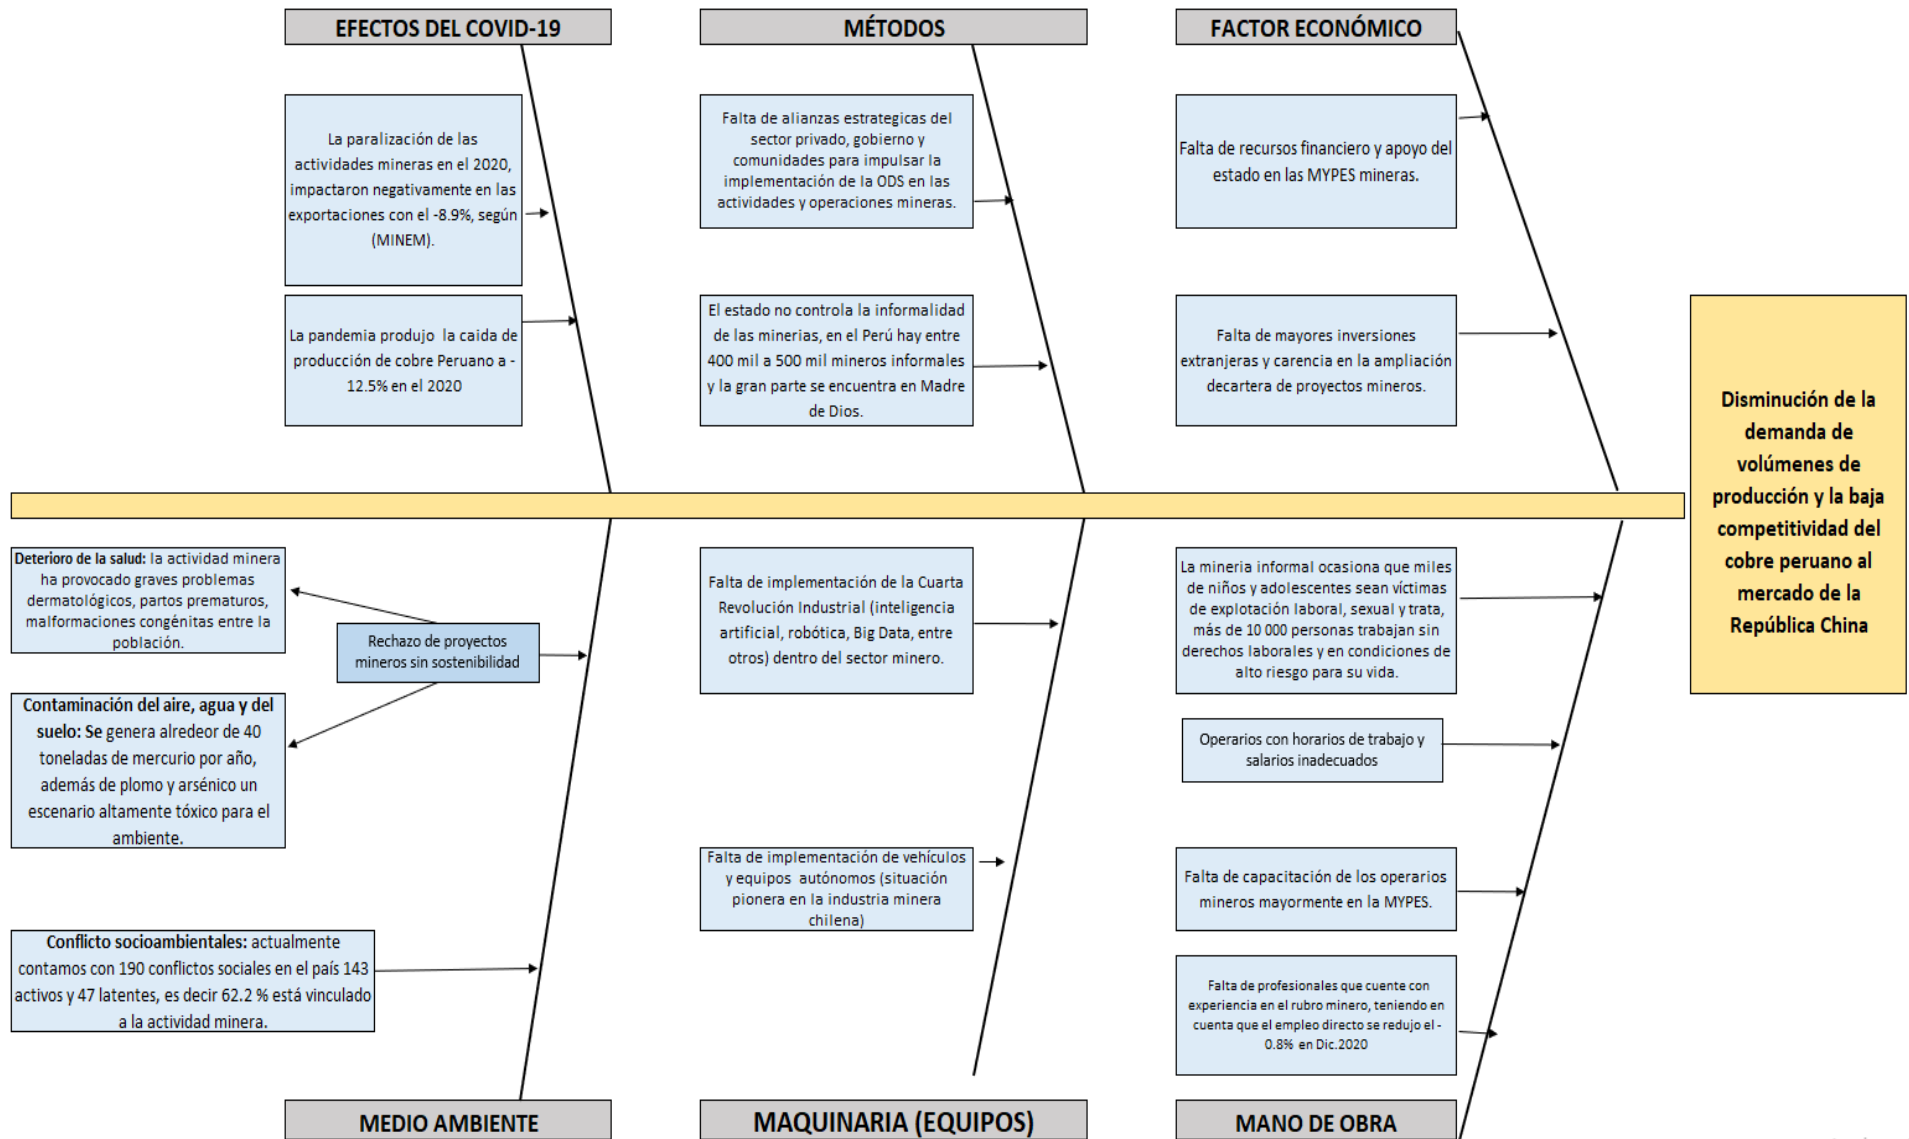 EFECTOS DEL COVID-19
MÉTODOS
FACTOR ECONÓMICO
La paralización de las
actividades mineras en el 2020,
impactaron negativamente en las
exportaciones con el -8.9%, según
(MINEM).
La pandemia produjo la caida de
producción de cobre Peruano a -
12.5% en el 2020
Falta de alianzas estrategicas del
sector privado, gobierno y
comunidades para impulsar la
implementación de la ODS en las
actividades y operaciones mineras.
El estado no controla la informalidad
de las minerias, en el Perú hay entre
400 mil a 500 mil mineros informales
y la gran parte se encuentra en Madre
de Dios.
Falta de recursos financiero y apoyo del
estado en las MYPES mineras.
Falta de mayores inversiones
extranjeras y carencia en la ampliación
decartera de proyectos mineros.
Disminución de la
demanda de
volúmenes de
producción y la baja
competitividad del
cobre peruano al
mercado de la
República China
Deterioro de la salud: la actividad minera
ha provocado graves problemas
dermatológicos, partos prematuros,
malformaciones congénitas entre la
población.
Rechazo de proyectos
mineros sin sostenibilidad
Contaminación del aire, agua y del
suelo: Se genera alredeor de 40
toneladas de mercurio por año,
además de plomo y arsénico un
escenario altamente tóxico para el
ambiente.
Conflicto socioambientales: actualmente
contamos con 190 conflictos sociales en el país 143
activos y 47 latentes, es decir 62.2 % está vinculado
a la actividad minera.
Falta de implementación de la Cuarta
Revolución Industrial (inteligencia
artificial, robótica, Big Data, entre
otros) dentro del sector minero.
Falta de implementación de vehículos
y equipos autónomos (situación
pionera en la industria minera
chilena)
La mineria informal ocasiona que miles
de niños y adolescentes sean víctimas
de explotación laboral, sexual y trata,
más de 10 000 personas trabajan sin
derechos laborales y en condiciones de
alto riesgo para su vida.
Operarios con horarios de trabajo y
salarios inadecuados
Falta de capacitación de los operarios
mineros mayormente en la MYPES.
Falta de profesionales que cuente con
experiencia en el rubro minero, teniendo en
cuenta que el empleo directo se redujo el -
0.8% en Dic.2020
MEDIO AMBIENTE
MAQUINARIA (EQUIPOS)
MANO DE OBRA